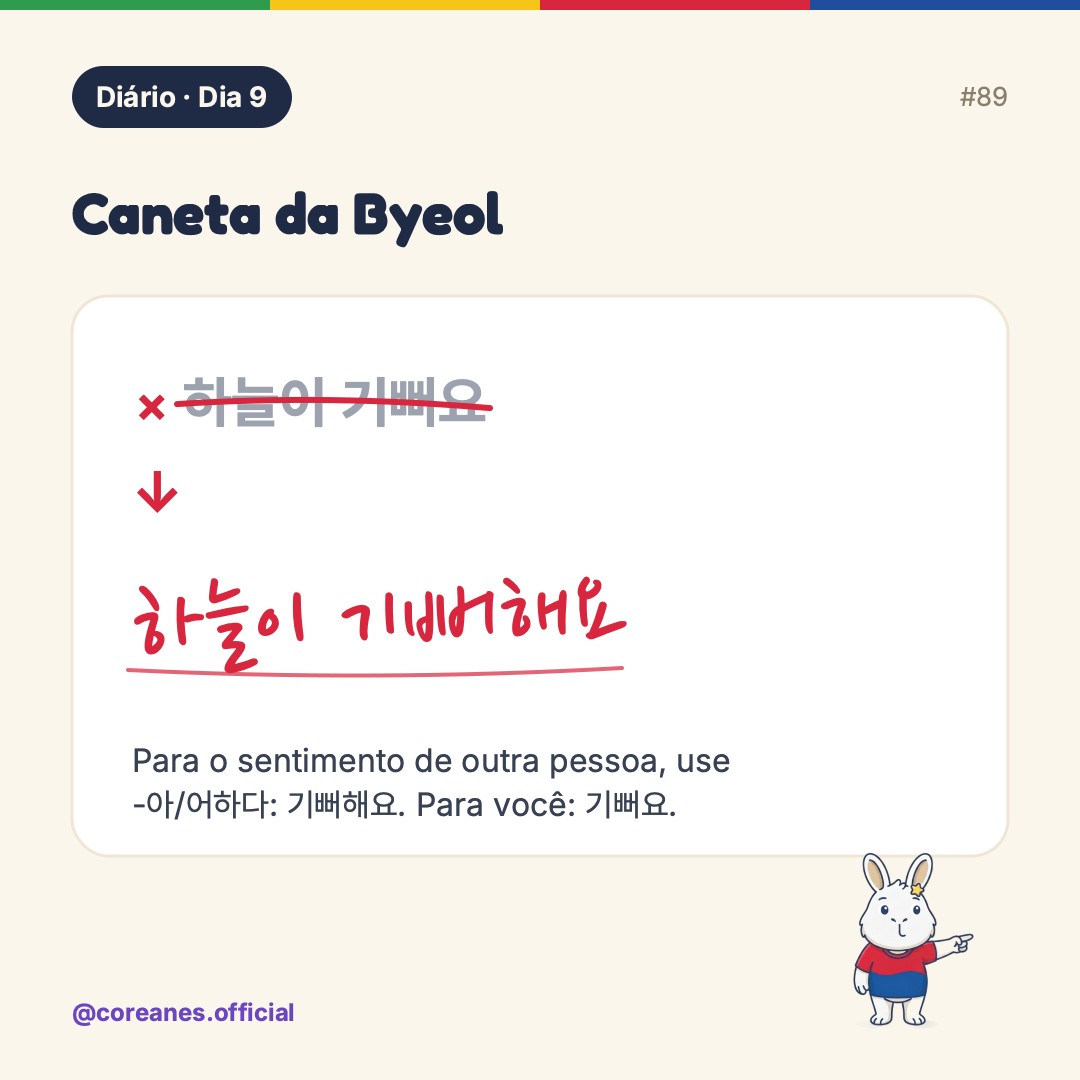 Diário · Dia 9
#89
Caneta da Byeol
× 하늘이 기뻐요
↓
하늘이 기뻐해요
Para o sentimento de outra pessoa, use
-아/어하다: 기뻐해요. Para você: 기뻐요.
@coreanes.official